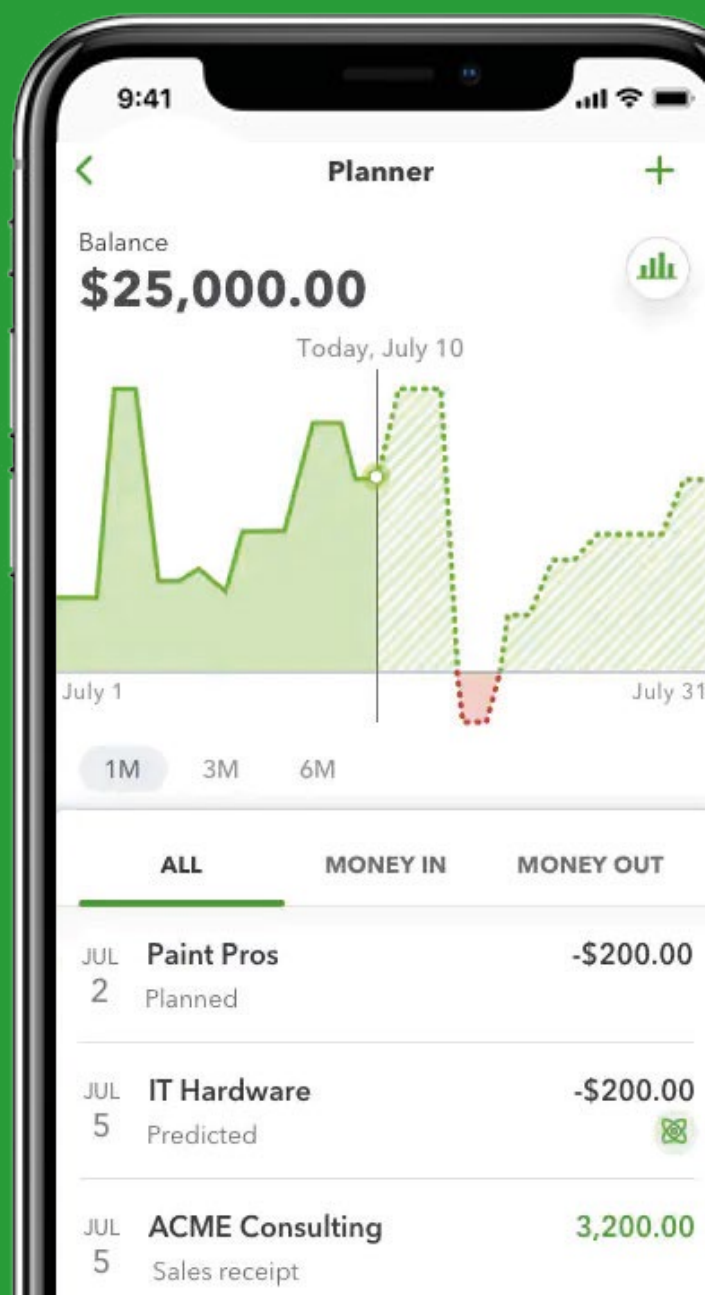 9:41
Planner
Balance
$25,000.00
Today, July 10
July 1
July 31
1M 3M 6M
ALL MONEY IN MONEY OUT
JUL 2 Paint Pros -$200.00
Planned
JUL 5 IT Hardware -$200.00
Predicted
JUL 5 ACME Consulting 3,200.00
Sales receipt